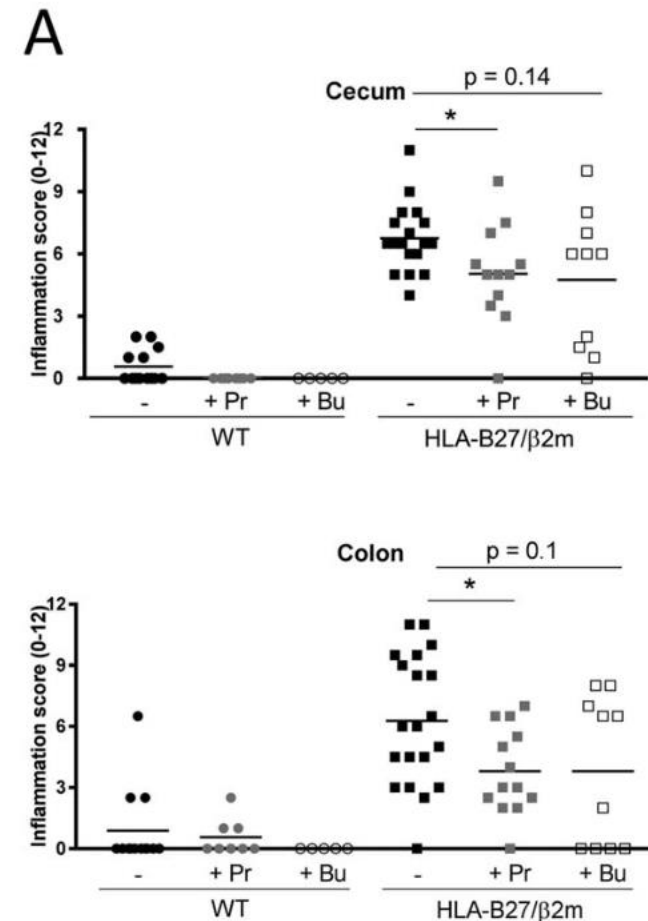 A
p = 0.14
Cecum
*
Inflammation score (0-12)
12
9
6
3
0
- + Pr + Bu - + Pr + Bu
WT HLA-B27/β2m
Colon p = 0.1
*
Inflammation score (0-12)
12
9
6
3
0
- + Pr + Bu - + Pr + Bu
WT HLA-B27/β2m